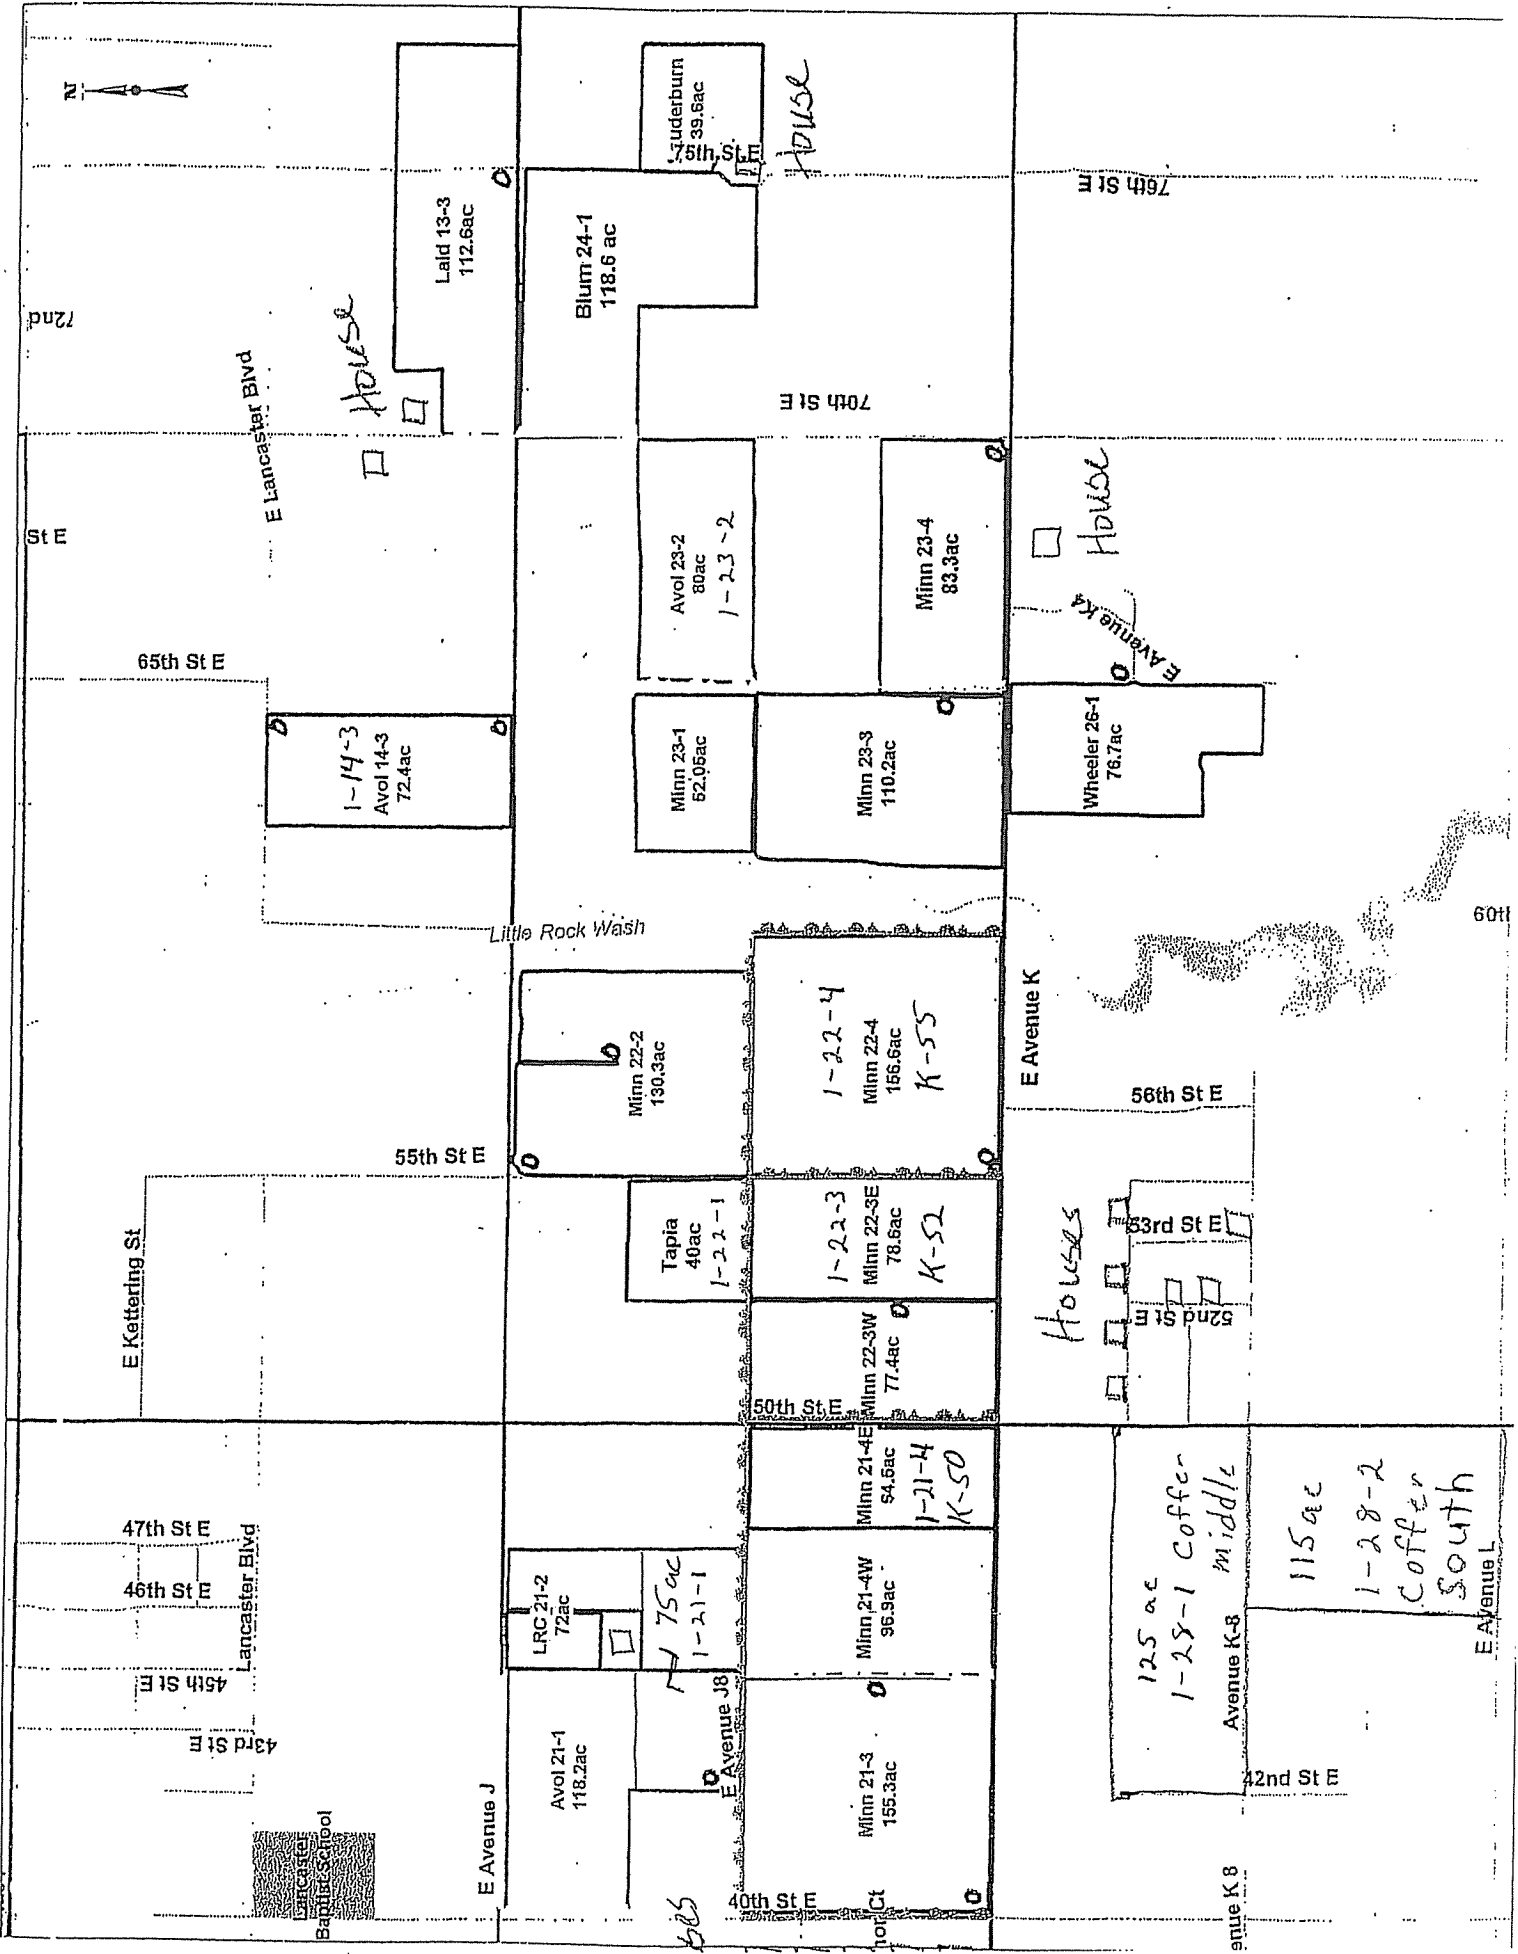 N
72nd
St E
E Lancaster Blvd
65th St E
House
Laid 13-3
112.6ac
39.6ac
75th St E
House
Blum 24-1
118.6 ac
76th St E
70th St E
Avol 23-2
80ac
1-23-2
Minn 23-4
83.3ac
House
E Avenue K4
1-14-3
Avol 14-3
72.4ac
Minn 23-1
52.05ac
Minn 23-3
110.2ac
Wheeler 26-1
76.7ac
Little Rock Wash
60th
Minn 22-2
130.3ac
1-22-4
Minn 22-4
156.6ac
K-55
E Avenue K
56th St E
55th St E
E Kettering St
Tapia
40ac
1-22-1
1-22-3
Minn 22-3E
78.6ac
K-52
Houses
53rd St E
52nd St E
Minn 22-3W
77.4ac
50th St E
Minn 21-4E
54.5ac
1-21-4
K-50
47th St E
46th St E
Lancaster Blvd
45th St E
43rd St E
LRC 21-2
72ac
75ac
1-21-1
Minn 21-4W
96.9ac
125 ac
1-28-1 Coffer
middle
Avenue K-8
115 ac
1-28-2
Coffer
South
E Avenue L
Avol 21-1
118.2ac
E Avenue J8
Minn 21-3
155.3ac
42nd St E
E Avenue J
Lancaster
Baptist School
40th St E
Ct
enue K 8